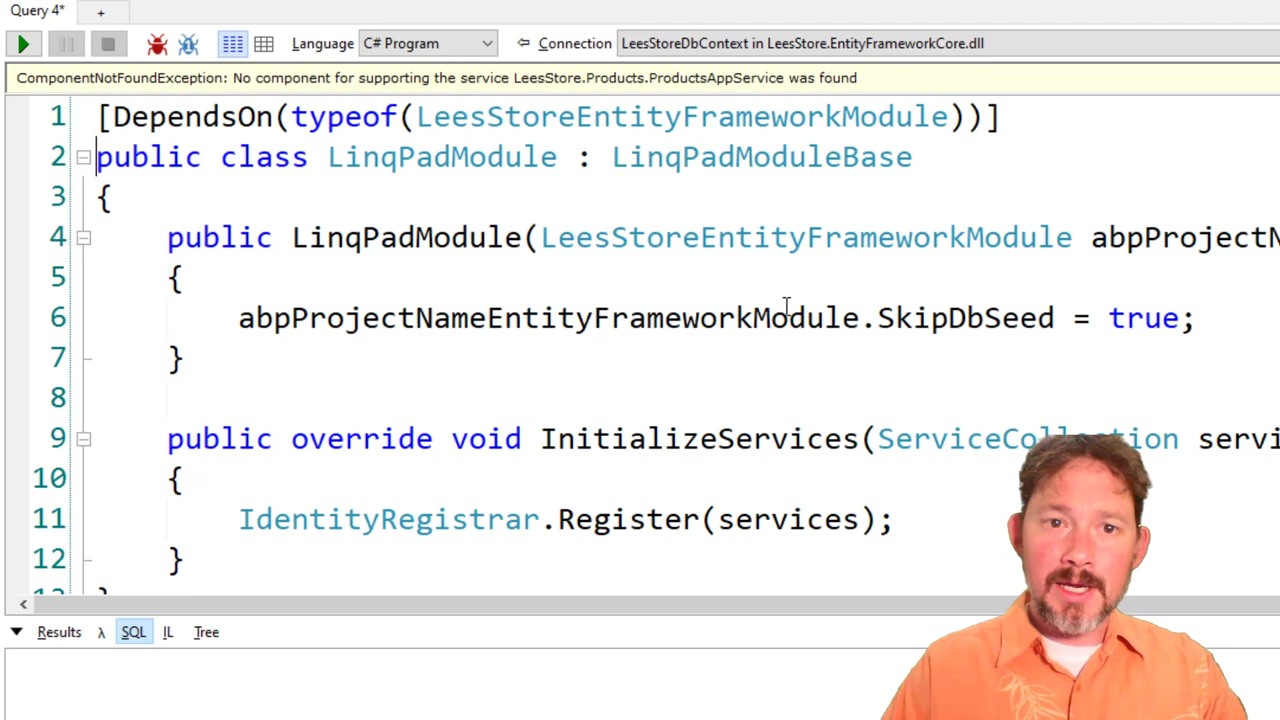 Query 4* +
Language C# Program Connection LeesStoreDbContext in LeesStore.EntityFrameworkCore.dll
ComponentNotFoundException: No component for supporting the service LeesStore.Products.ProductsAppService was found
1 [DependsOn(typeof(LeesStoreEntityFrameworkModule))]
2 public class LinqPadModule : LinqPadModuleBase
3 {
4 public LinqPadModule(LeesStoreEntityFrameworkModule abpProjectN
5 {
6 abpProjectNameEntityFrameworkModule.SkipDbSeed = true;
7 }
8
9 public override void InitializeServices(ServiceCollection servi
10 {
11 IdentityRegistrar.Register(services);
12 }
Results λ SQL IL Tree